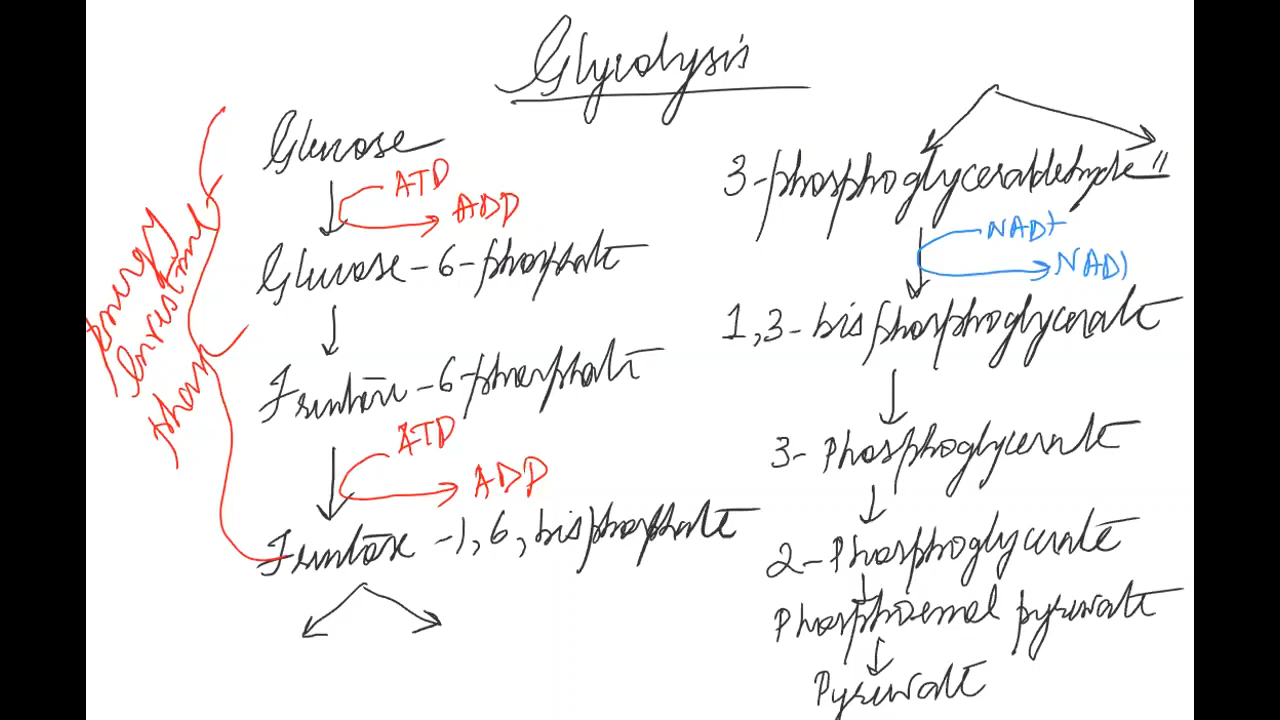 Glycolysis
Glucose
ATP
ADP
Glucose-6-phosphate
Fructose-6-phosphate
ATP
ADP
Fructose-1,6,bisphosphate
Energy
Investment
phase
3-phosphoglyceraldehyde "
NAD+
NAD)
1,3-bisphosphoglycerate
3-Phosphoglycerate
2-Phosphoglycerate
Phosphoenol pyruvate
Pyruvate